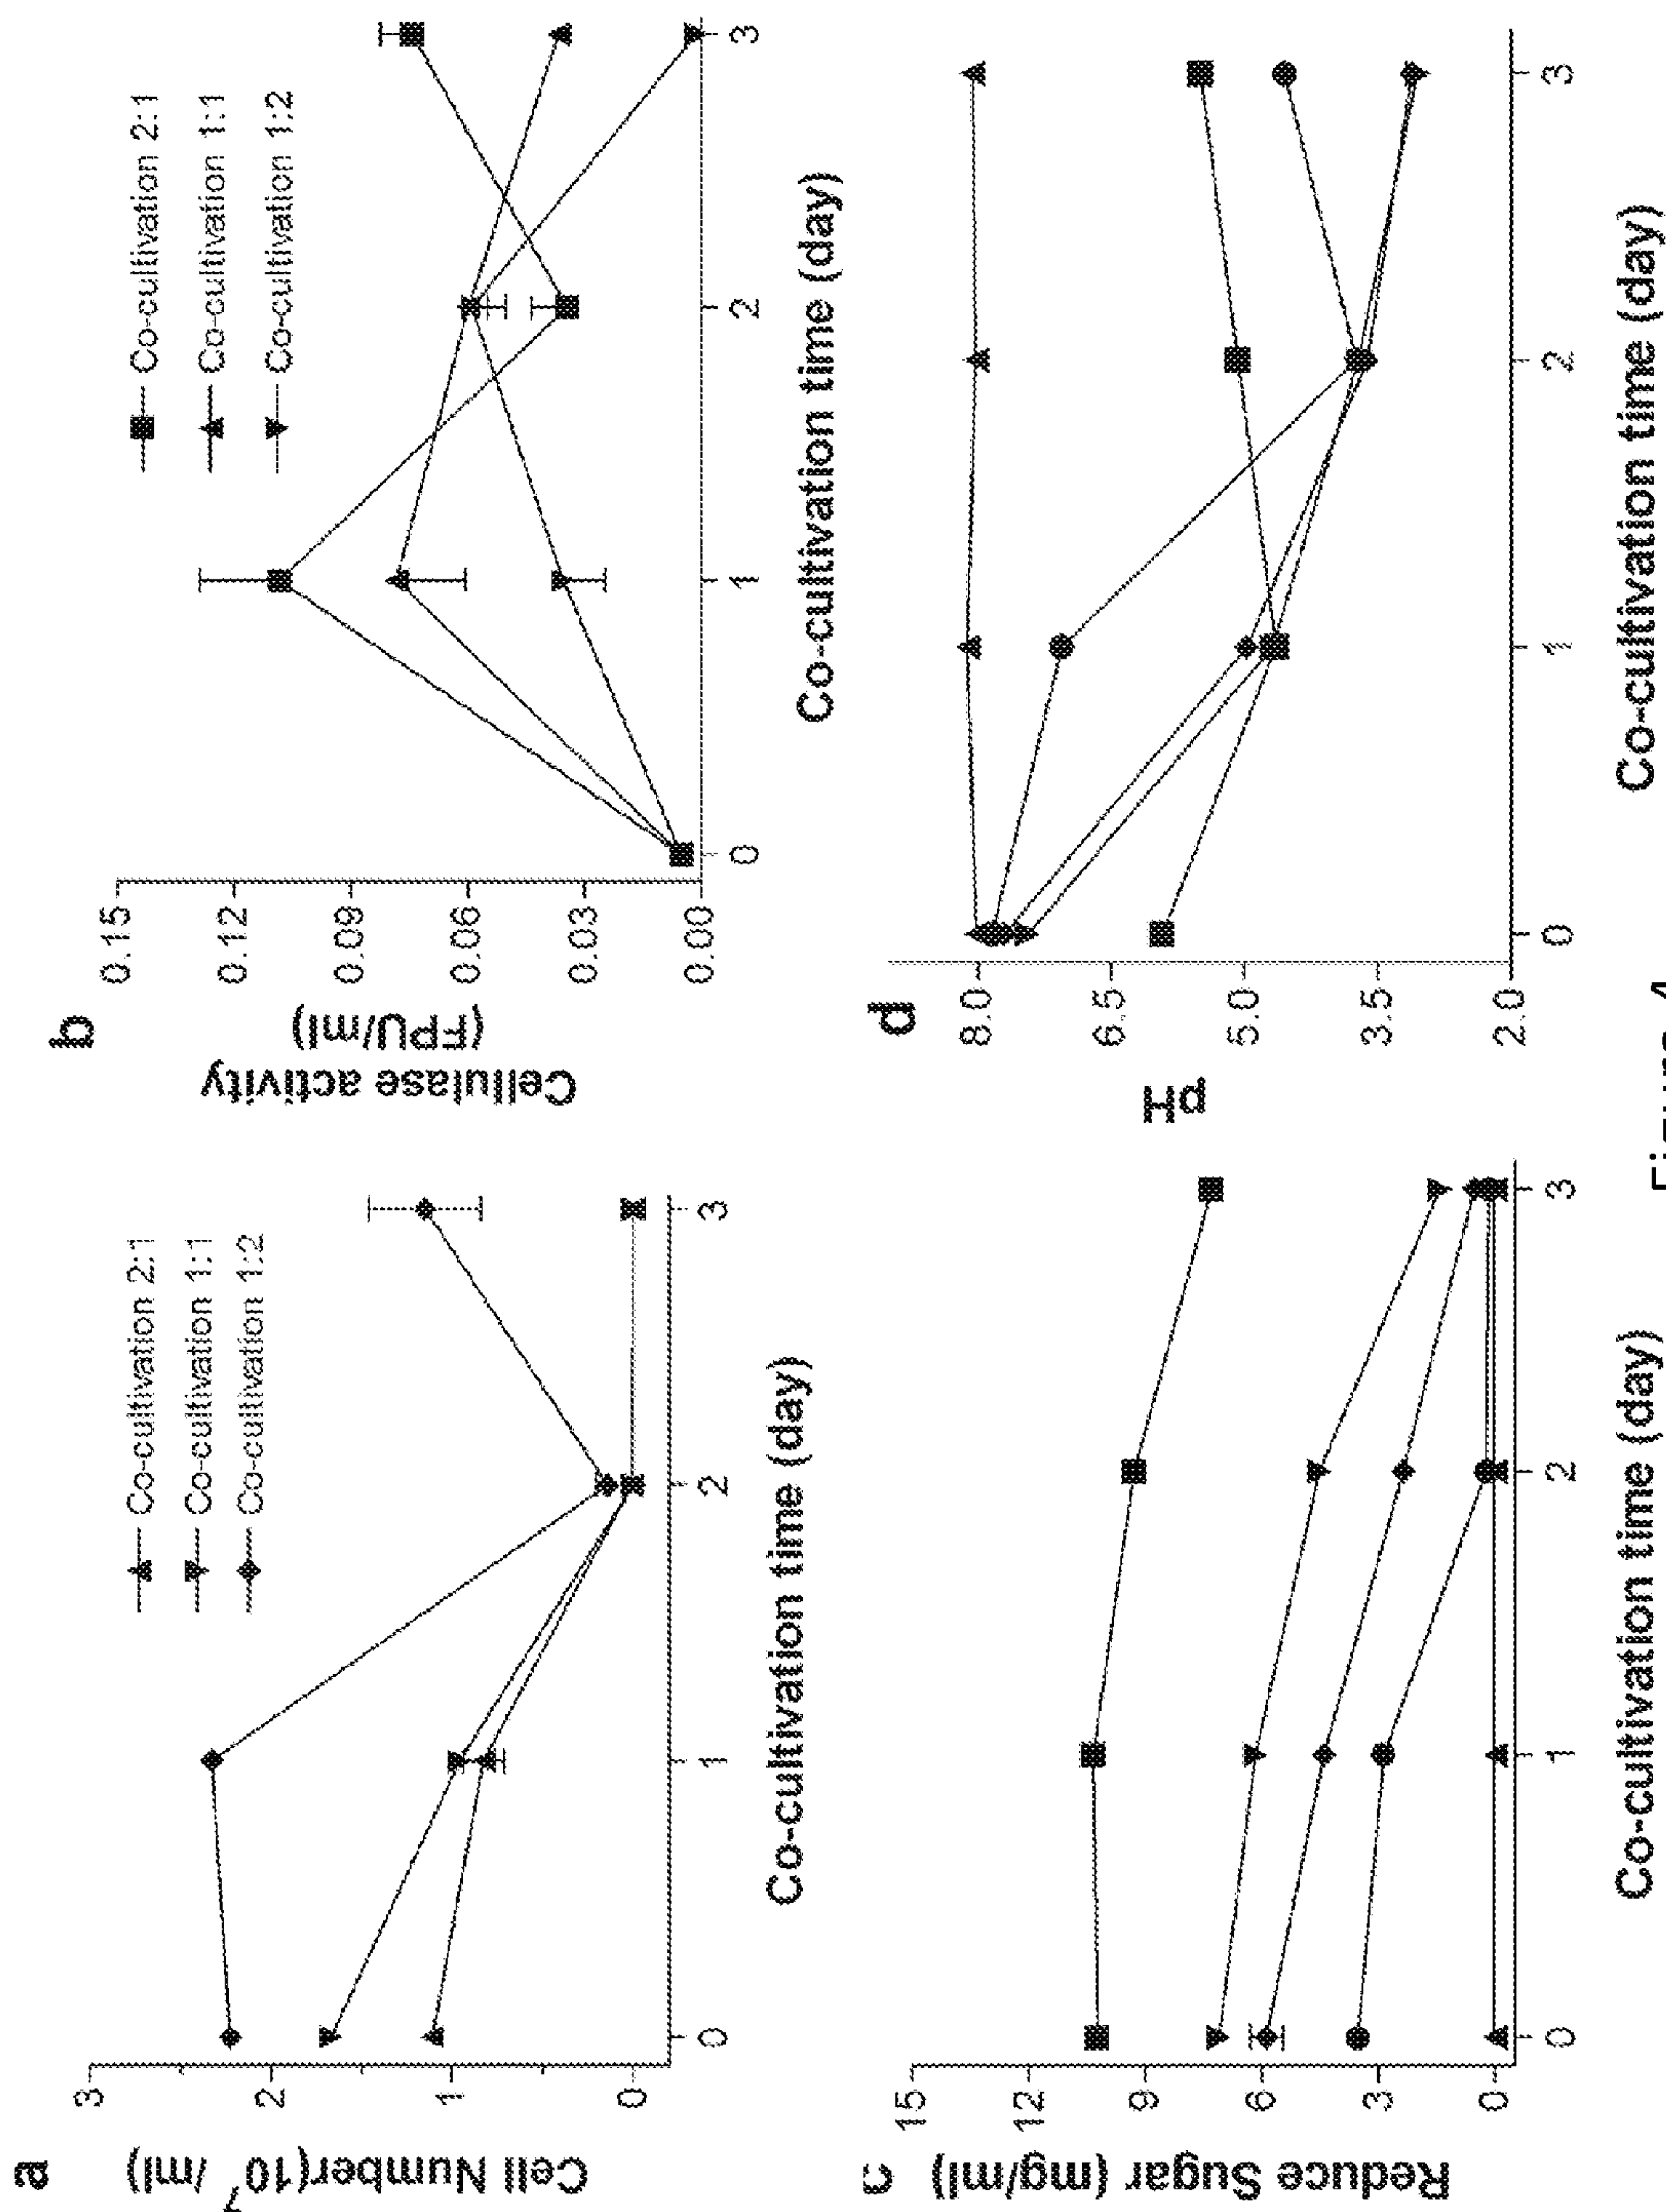 a
Cell Number(10⁷/ml)
3
2
1
0
Co-cultivation 2:1
Co-cultivation 1:1
Co-cultivation 1:2
0
1
2
3
Co-cultivation time (day)
b
Cellulase activity
(FPU/ml)
0.15
0.12
0.09
0.06
0.03
0.00
Co-cultivation 2:1
Co-cultivation 1:1
Co-cultivation 1:2
0
1
2
3
Co-cultivation time (day)
c
Reduce Sugar (mg/ml)
15
12
9
6
3
0
0
1
2
3
Co-cultivation time (day)
d
pH
8.0
6.5
5.0
3.5
2.0
0
1
2
3
Co-cultivation time (day)
Figure 4